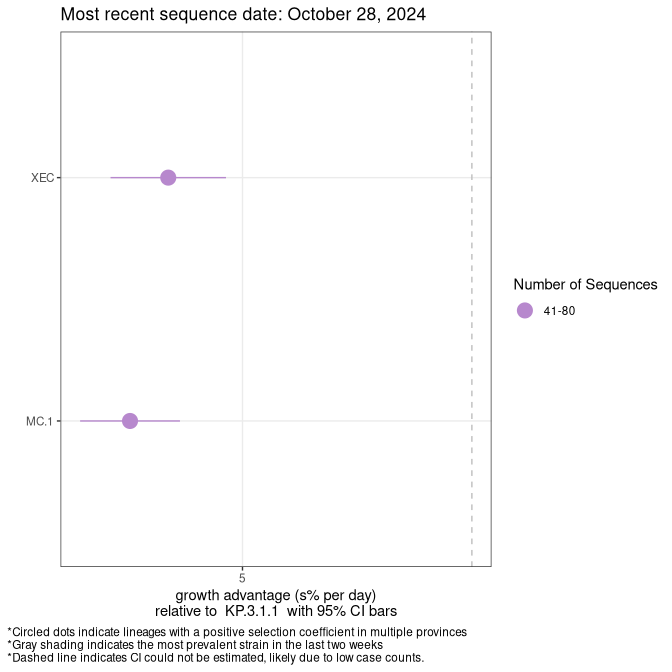 Most recent sequence date: October 28, 2024
XEC
Number of Sequences
41-80
MC.1
5
growth advantage (s% per day)
relative to KP.3.1.1 with 95% CI bars
*Circled dots indicate lineages with a positive selection coefficient in multiple provinces
*Gray shading indicates the most prevalent strain in the last two weeks
*Dashed line indicates CI could not be estimated, likely due to low case counts.